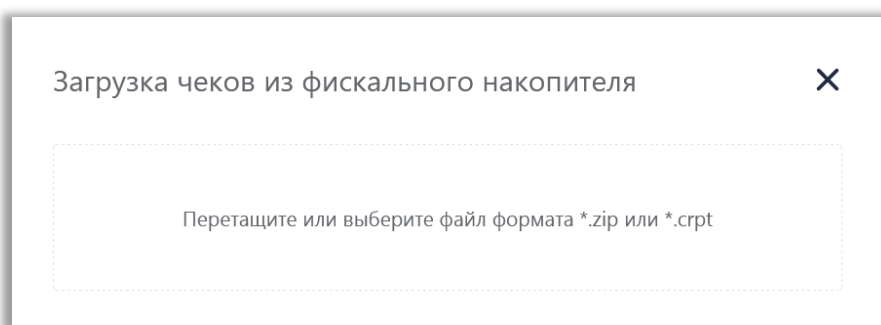 Загрузка чеков из фискального накопителя
Перетащите или выберите файл формата *.zip или *.crpt